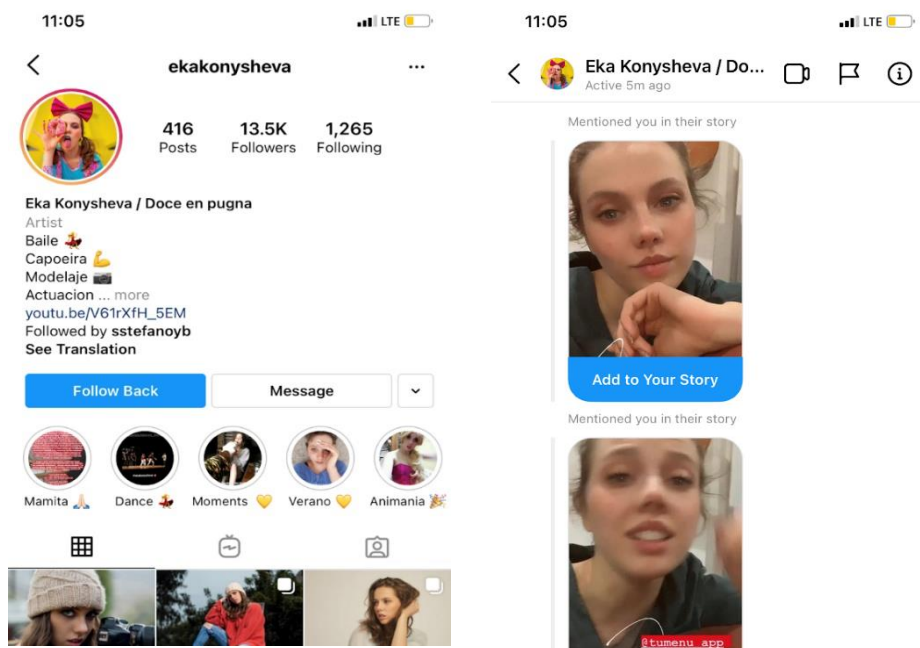 11:05
LTE
ekakonysheva
...
416
Posts
13.5K
Followers
1,265
Following
Eka Konysheva / Doce en pugna
Artist
Baile 💃
Capoeira 💪
Modelaje 📷
Actuacion ... more
youtu.be/V61rXfH_5EM
Followed by sstefanoyb
See Translation
Follow Back
Message
Mamita 🙏🏻
Dance 💃
Moments 💛
Verano 💛
Animania 🎉
11:05
LTE
Eka Konysheva / Do...
Active 5m ago
Mentioned you in their story
Add to Your Story
Mentioned you in their story
@tumenu_app